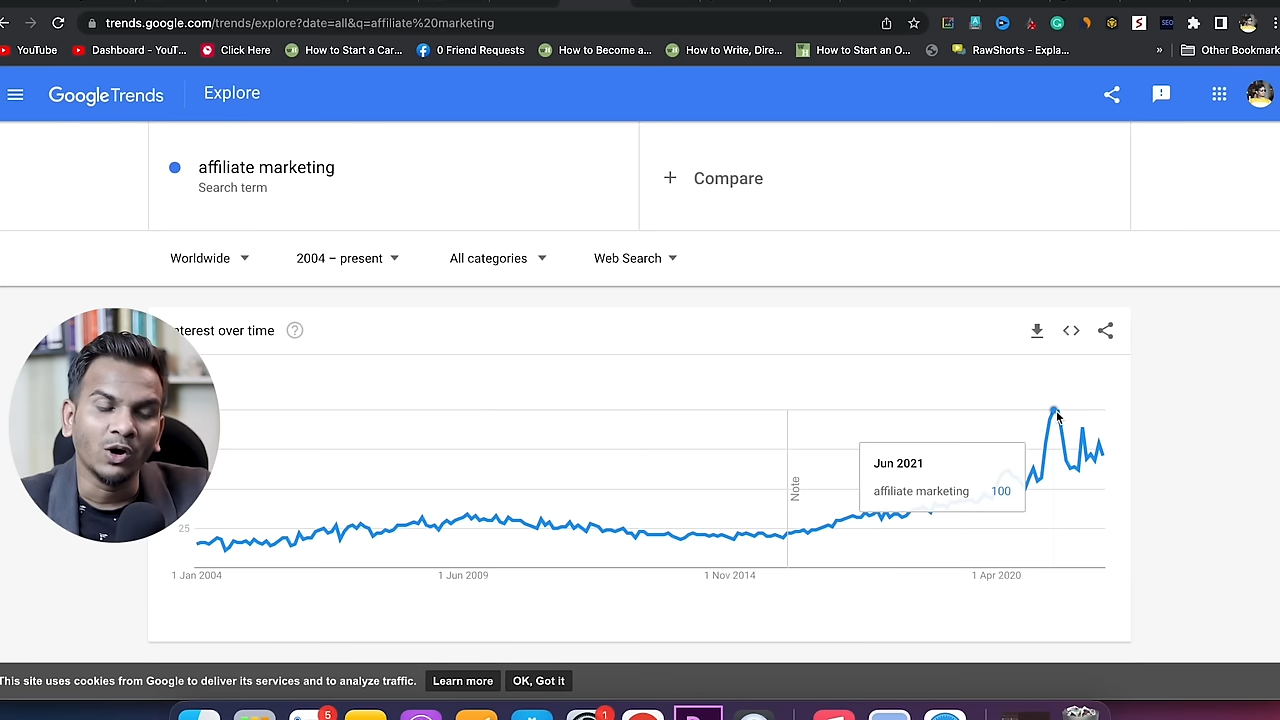 trends.google.com/trends/explore?date=all&q=affiliate%20marketing
YouTube
Dashboard - YouT...
Click Here
How to Start a Car...
0 Friend Requests
How to Become a...
How to Write, Dire...
How to Start an O...
RawShorts - Expla...
»
Other Bookmark
Google Trends
Explore
affiliate marketing
Search term
+ Compare
Worldwide
2004 – present
All categories
Web Search
nterest over time
Note
Jun 2021
affiliate marketing 100
25
1 Jan 2004
1 Jun 2009
1 Nov 2014
1 Apr 2020
This site uses cookies from Google to deliver its services and to analyze traffic.
Learn more
OK, Got it
5
1